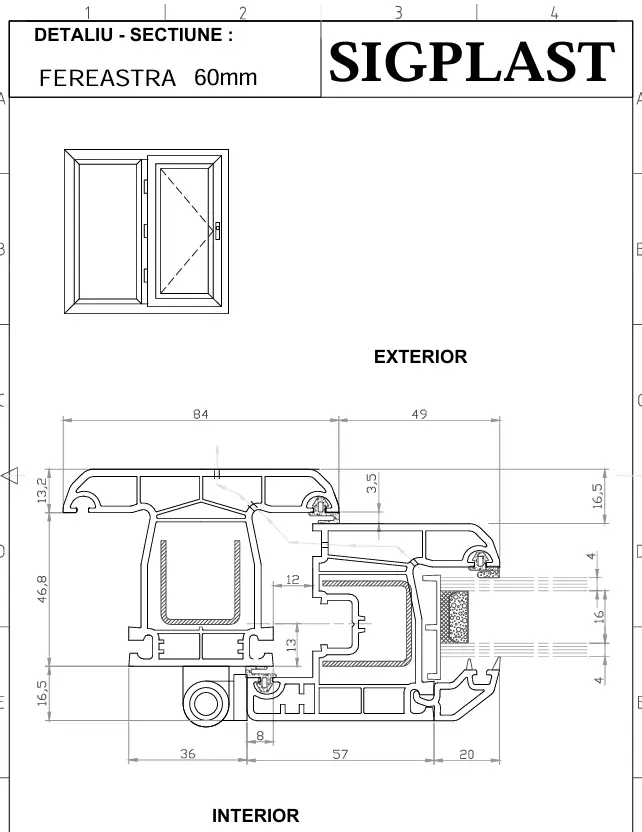 1 2 3 4
DETALIU - SECTIUNE :
FEREASTRA 60mm
SIGPLAST
A A
B B
EXTERIOR
C C
84 49
13,2 3,5 16,5
D D
46,8 12 4
16
13
4
16,5
E E
8
36 57 20
INTERIOR